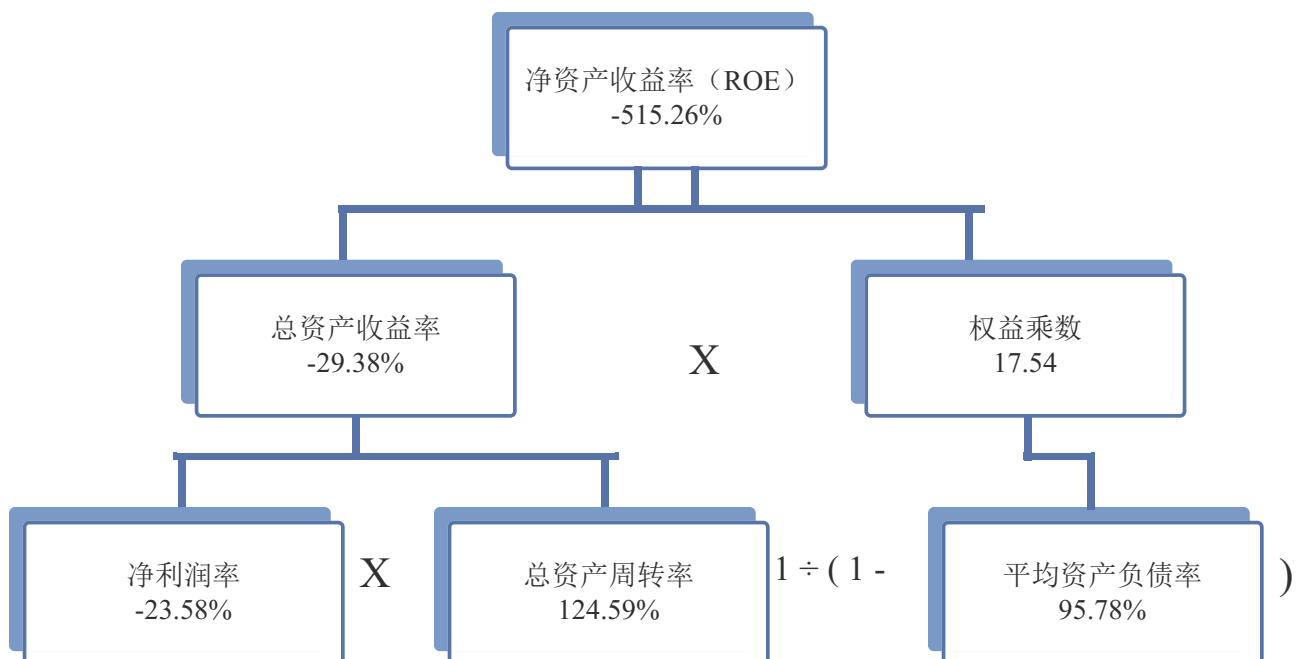 净资产收益率（ROE）
-515.26%
总资产收益率
-29.38%
X
权益乘数
17.54
净利润率
-23.58%
X
总资产周转率
124.59%
1 ÷ ( 1 -
平均资产负债率
95.78%
)